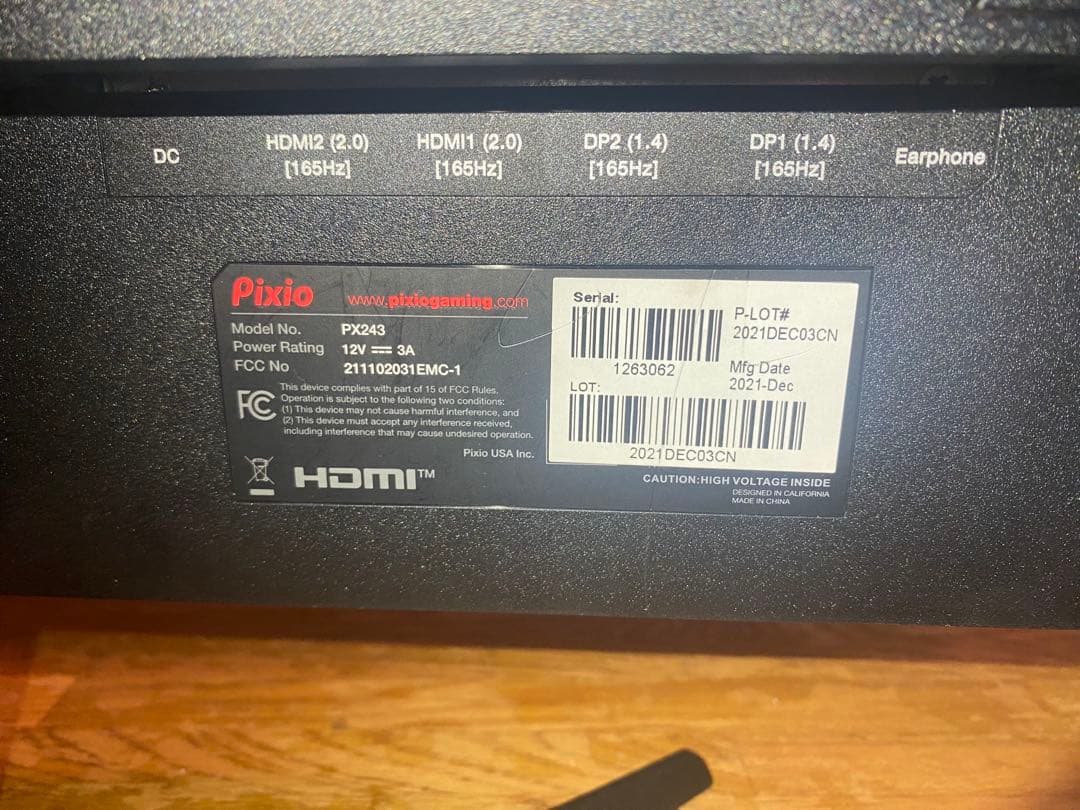 DC
HDMI2 (2.0)
[165Hz]
HDMI1 (2.0)
[165Hz]
DP2 (1.4)
[165Hz]
DP1 (1.4)
[165Hz]
Earphone
Pixio
www.pixiogaming.com
Model No. PX243
Power Rating 12V ⎓ 3A
FCC No 211102031EMC-1
FC
This device complies with part of 15 of FCC Rules.
Operation is subject to the following two conditions:
(1) This device may not cause harmful interference, and
(2) This device must accept any interference received,
including interference that may cause undesired operation.
Pixio USA Inc.
HDMI™
Serial:
1263062
P-LOT#
2021DEC03CN
Mfg Date
2021-Dec
LOT:
2021DEC03CN
CAUTION:HIGH VOLTAGE INSIDE
DESIGNED IN CALIFORNIA
MADE IN CHINA